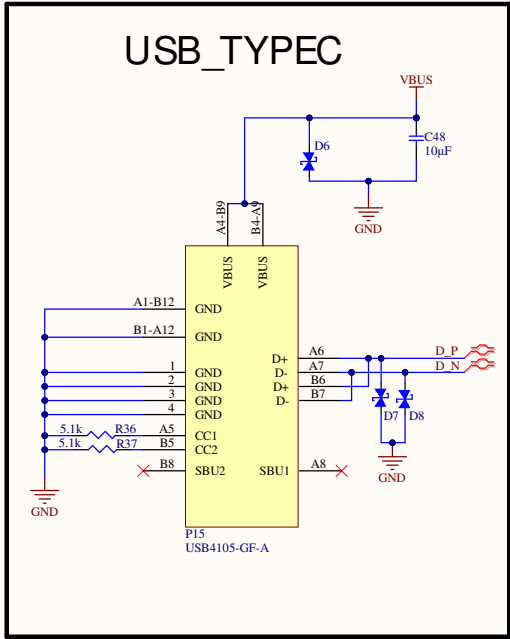 USB_TYPEC
VBUS
D6
C48
10µF
GND
A4-B9
B4-A9
VBUS
VBUS
A1-B12
GND
B1-A12
GND
1
GND
2
GND
3
GND
4
GND
5.1k
R36
A5
CC1
5.1k
R37
B5
CC2
B8
SBU2
D+
A6
D_P
D-
A7
D_N
D+
B6
D-
B7
D7
D8
SBU1
A8
GND
GND
P15
USB4105-GF-A